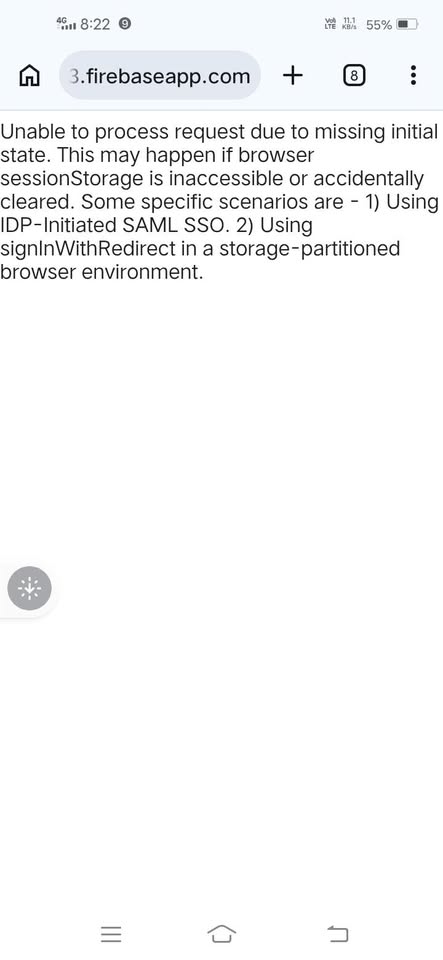 4G 8:22 9 Vo) LTE 11.1 KB/s 55%
3.firebaseapp.com 8
Unable to process request due to missing initial
state. This may happen if browser
sessionStorage is inaccessible or accidentally
cleared. Some specific scenarios are - 1) Using
IDP-Initiated SAML SSO. 2) Using
signInWithRedirect in a storage-partitioned
browser environment.